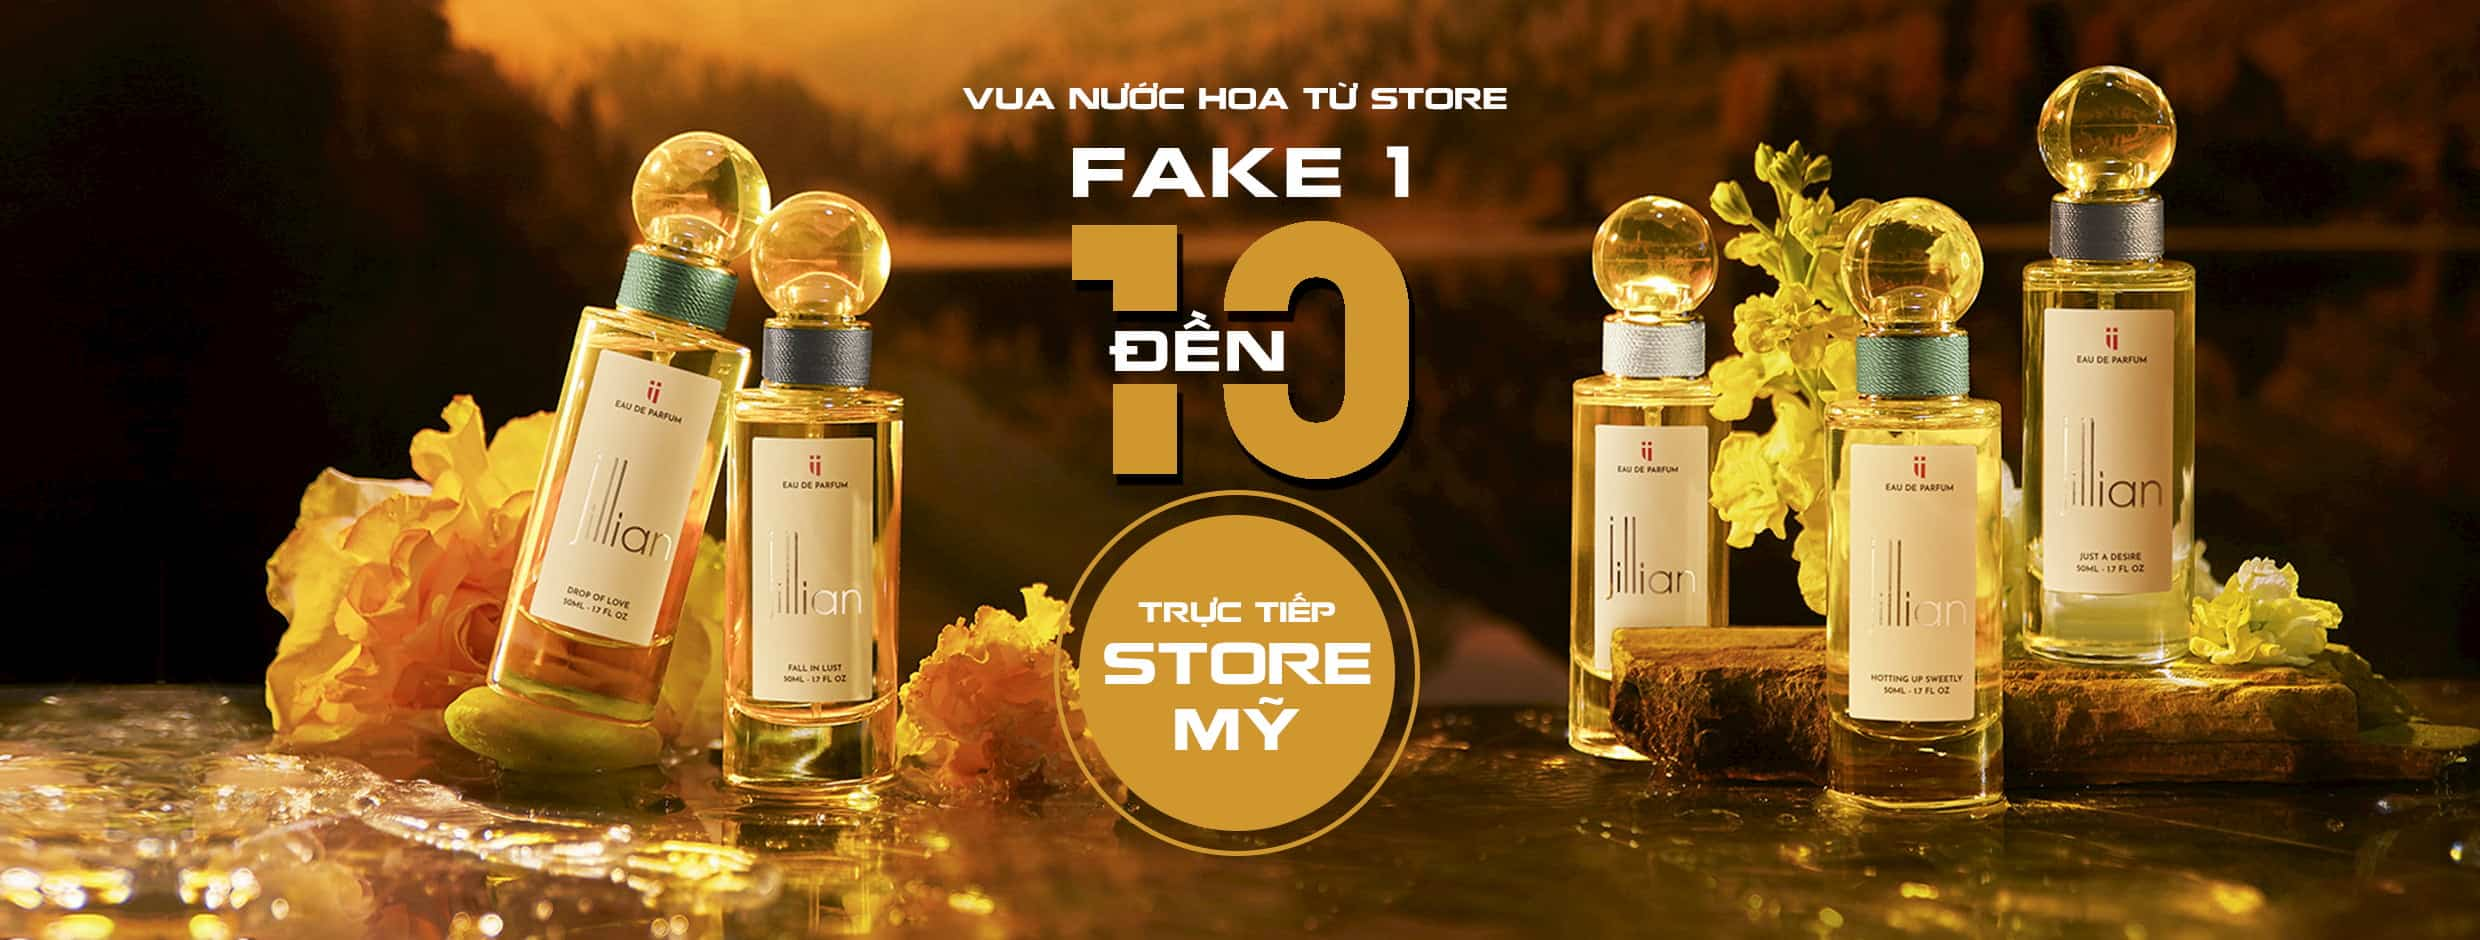 VUA NƯỚC HOA TỪ STORE
FAKE 1
ĐỀN 10
TRỰC TIẾP
STORE
MỸ
EAU DE PARFUM
jillian
DROP OF LOVE
50ML - 1.7 FL OZ
EAU DE PARFUM
jillian
FALL IN LUST
50ML - 1.7 FL OZ
EAU DE PARFUM
jillian
EAU DE PARFUM
jillian
HOTTING UP SWEETLY
50ML - 1.7 FL OZ
EAU DE PARFUM
jillian
JUST A DESIRE
50ML - 1.7 FL OZ